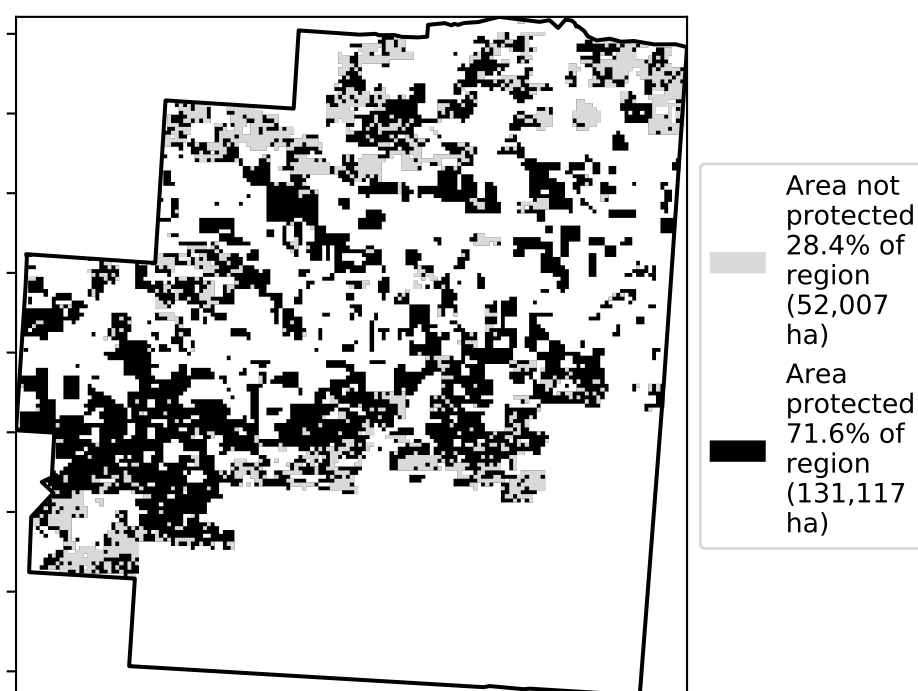 Area not
protected
28.4% of
region
(52,007
ha)
Area
protected
71.6% of
region
(131,117
ha)